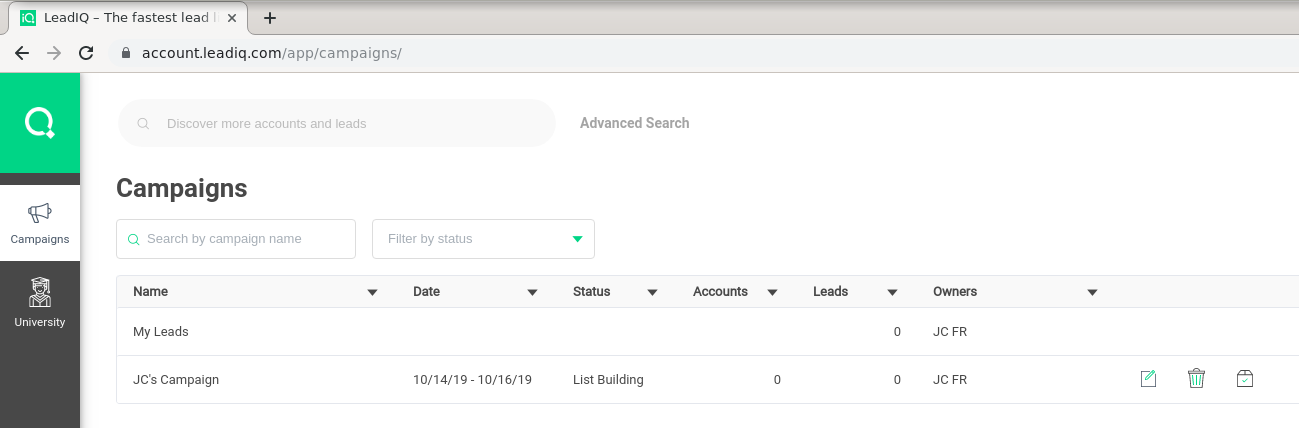 iQ LeadIQ – The fastest lead
account.leadiq.com/app/campaigns/
Discover more accounts and leads
Advanced Search
Campaigns
Campaigns
Search by campaign name
Filter by status
University
Name Date Status Accounts Leads Owners
My Leads 0 JC FR
JC's Campaign 10/14/19 - 10/16/19 List Building 0 0 JC FR